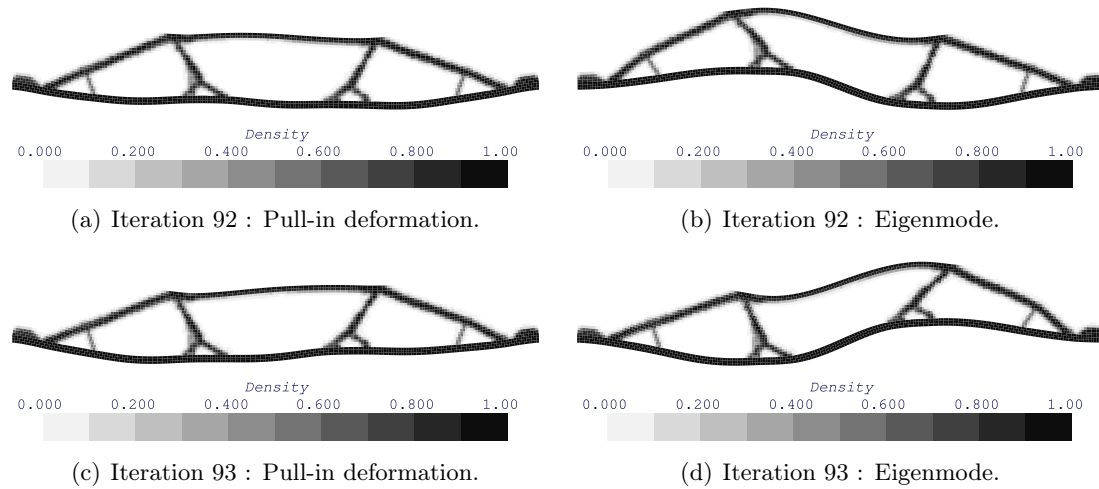 Density Density
0.000 0.200 0.400 0.600 0.800 1.00 0.000 0.200 0.400 0.600 0.800 1.00
(a) Iteration 92 : Pull-in deformation. (b) Iteration 92 : Eigenmode.
Density Density
0.000 0.200 0.400 0.600 0.800 1.00 0.000 0.200 0.400 0.600 0.800 1.00
(c) Iteration 93 : Pull-in deformation. (d) Iteration 93 : Eigenmode.